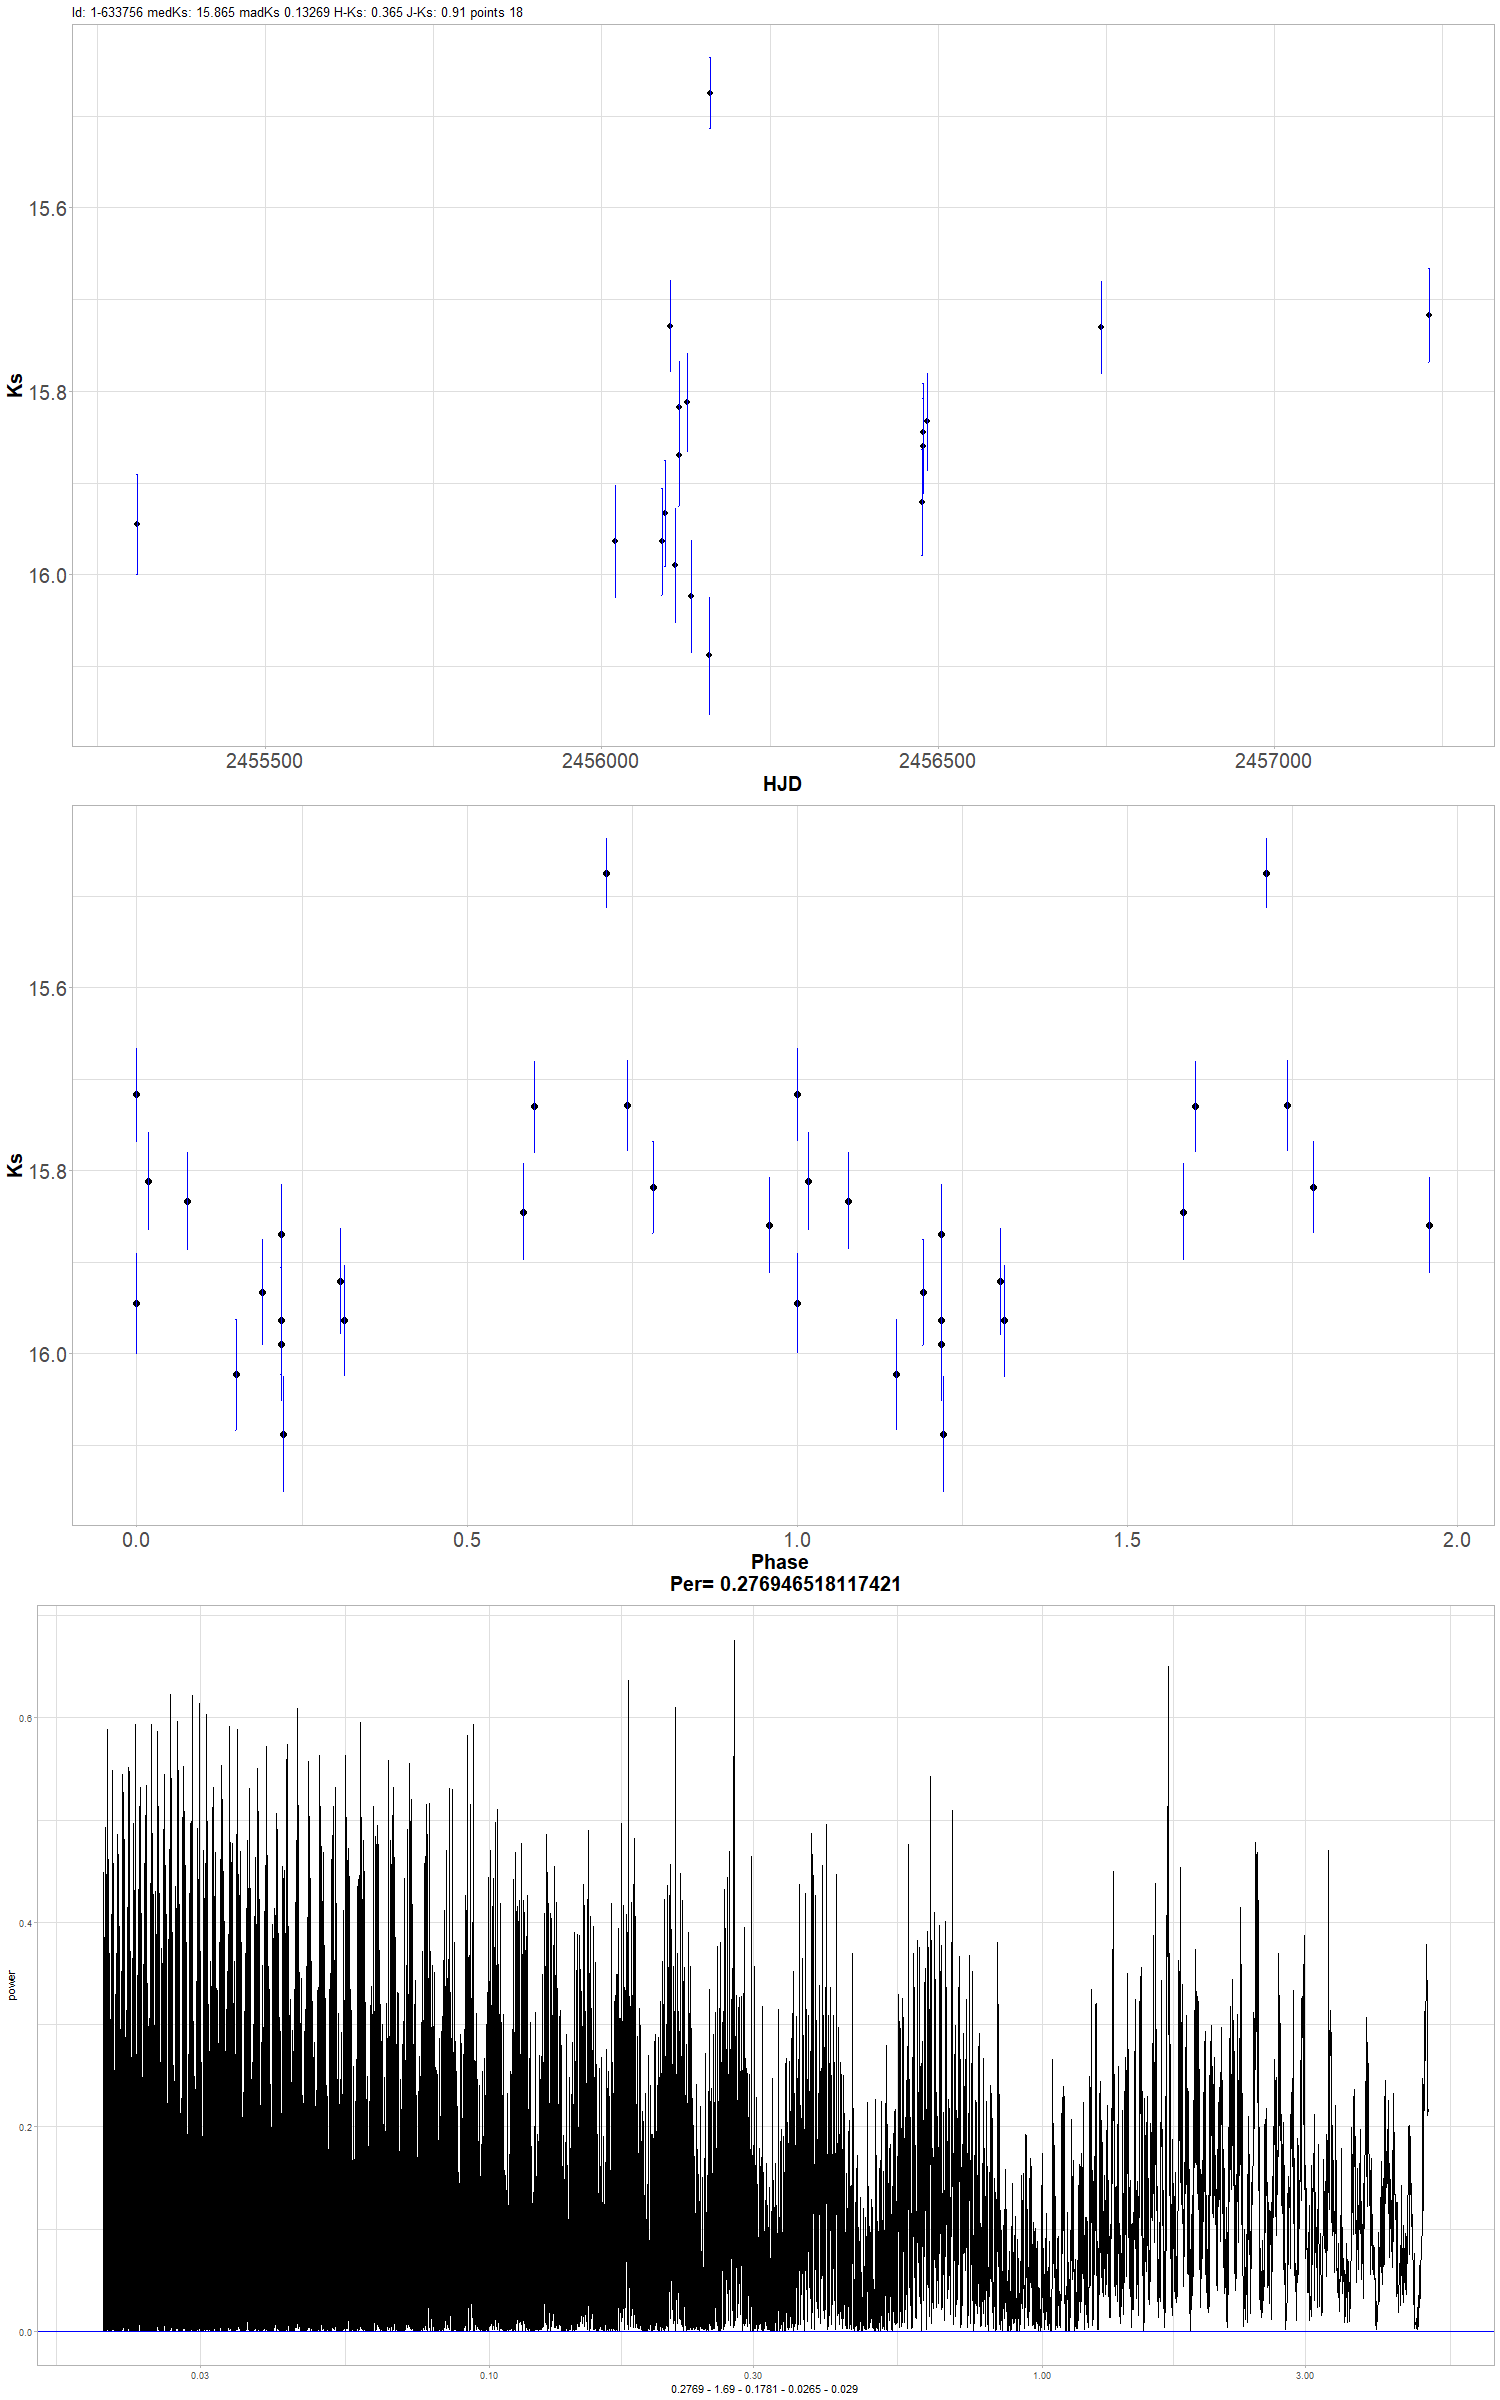 Id: 1-633756 medKs: 15.865 madKs 0.13269 H-Ks: 0.365 J-Ks: 0.91 points 18
15.6
15.8
16.0
Ks
2455500 2456000 2456500 2457000
HJD
15.6
15.8
16.0
Ks
0.0 0.5 1.0 1.5 2.0
Phase
Per= 0.276946518117421
0.6
0.4
0.2
0.0
power
0.03 0.10 0.30 1.00 3.00
0.2769 - 1.69 - 0.1781 - 0.0265 - 0.029